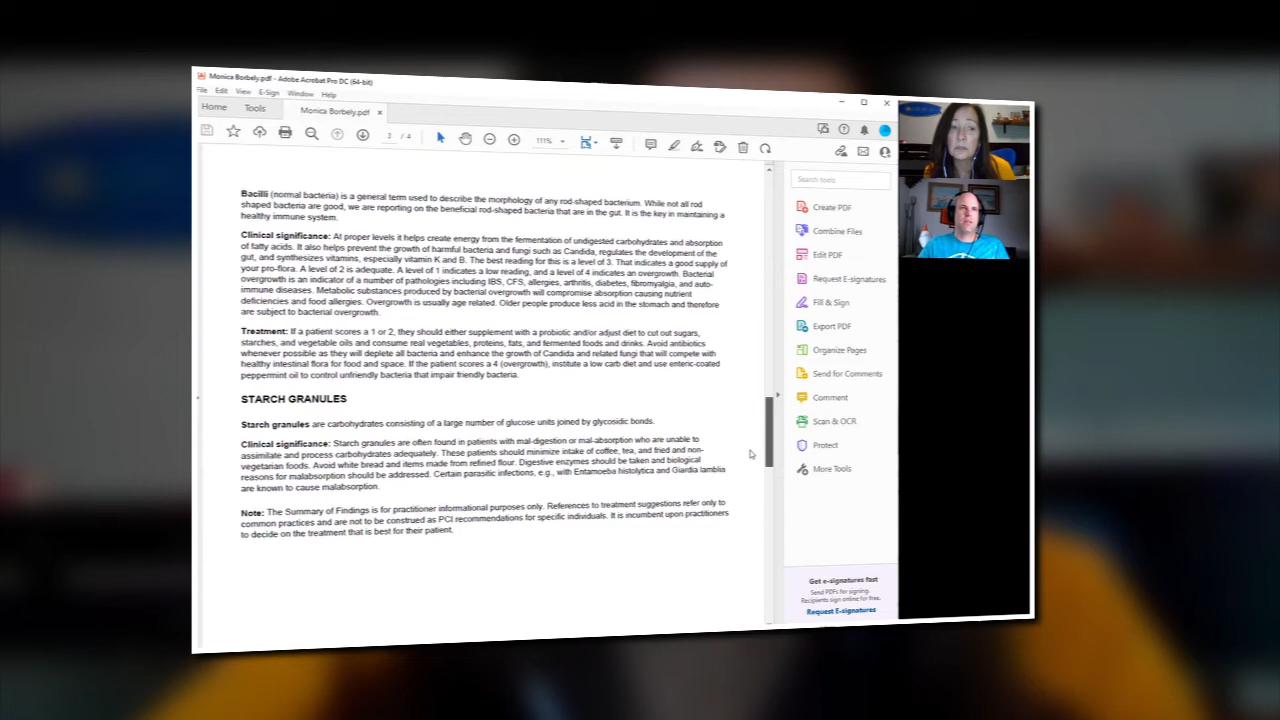 Monica Borbely.pdf - Adobe Acrobat Pro DC (64-bit)
File Edit View E-Sign Window Help
Home Tools Monica Borbely.pdf ×
2 / 4 111%
Bacilli (normal bacteria) is a general term used to describe the morphology of any rod-shaped bacterium. While not all rod
shaped bacteria are good, we are reporting on the beneficial rod-shaped bacteria that are in the gut. It is the key in maintaining a
healthy immune system.
Clinical significance: At proper levels it helps create energy from the fermentation of undigested carbohydrates and absorption
of fatty acids. It also helps prevent the growth of harmful bacteria and fungi such as Candida, regulates the development of the
gut, and synthesizes vitamins, especially vitamin K and B. The best reading for this is a level of 3. That indicates a good supply of
your pro-flora. A level of 2 is adequate. A level of 1 indicates a low reading, and a level of 4 indicates an overgrowth. Bacterial
overgrowth is an indicator of a number of pathologies including IBS, CFS, allergies, arthritis, diabetes, fibromyalgia, and auto-
immune diseases. Metabolic substances produced by bacterial overgrowth will compromise absorption causing nutrient
deficiencies and food allergies. Overgrowth is usually age related. Older people produce less acid in the stomach and therefore
are subject to bacterial overgrowth.
Treatment: If a patient scores a 1 or 2, they should either supplement with a probiotic and/or adjust diet to cut out sugars,
starches, and vegetable oils and consume real vegetables, proteins, fats, and fermented foods and drinks. Avoid antibiotics
whenever possible as they will deplete all bacteria and enhance the growth of Candida and related fungi that will compete with
healthy intestinal flora for food and space. If the patient scores a 4 (overgrowth), institute a low carb diet and use enteric-coated
peppermint oil to control unfriendly bacteria that impair friendly bacteria.
STARCH GRANULES
Starch granules are carbohydrates consisting of a large number of glucose units joined by glycosidic bonds.
Clinical significance: Starch granules are often found in patients with mal-digestion or mal-absorption who are unable to
assimilate and process carbohydrates adequately. These patients should minimize intake of coffee, tea, and fried and non-
vegetarian foods. Avoid white bread and items made from refined flour. Digestive enzymes should be taken and biological
reasons for malabsorption should be addressed. Certain parasitic infections, e.g., with Entamoeba histolytica and Giardia lamblia
are known to cause malabsorption.
Note: The Summary of Findings is for practitioner informational purposes only. References to treatment suggestions refer only to
common practices and are not to be construed as PCI recommendations for specific individuals. It is incumbent upon practitioners
to decide on the treatment that is best for their patient.
Search tools
Create PDF
Combine Files
Edit PDF
Request E-signatures
Fill & Sign
Export PDF
Organize Pages
Send for Comments
Comment
Scan & OCR
Protect
More Tools
Get e-signatures fast
Send PDFs for signing.
Recipients sign online for free.
Request E-signatures